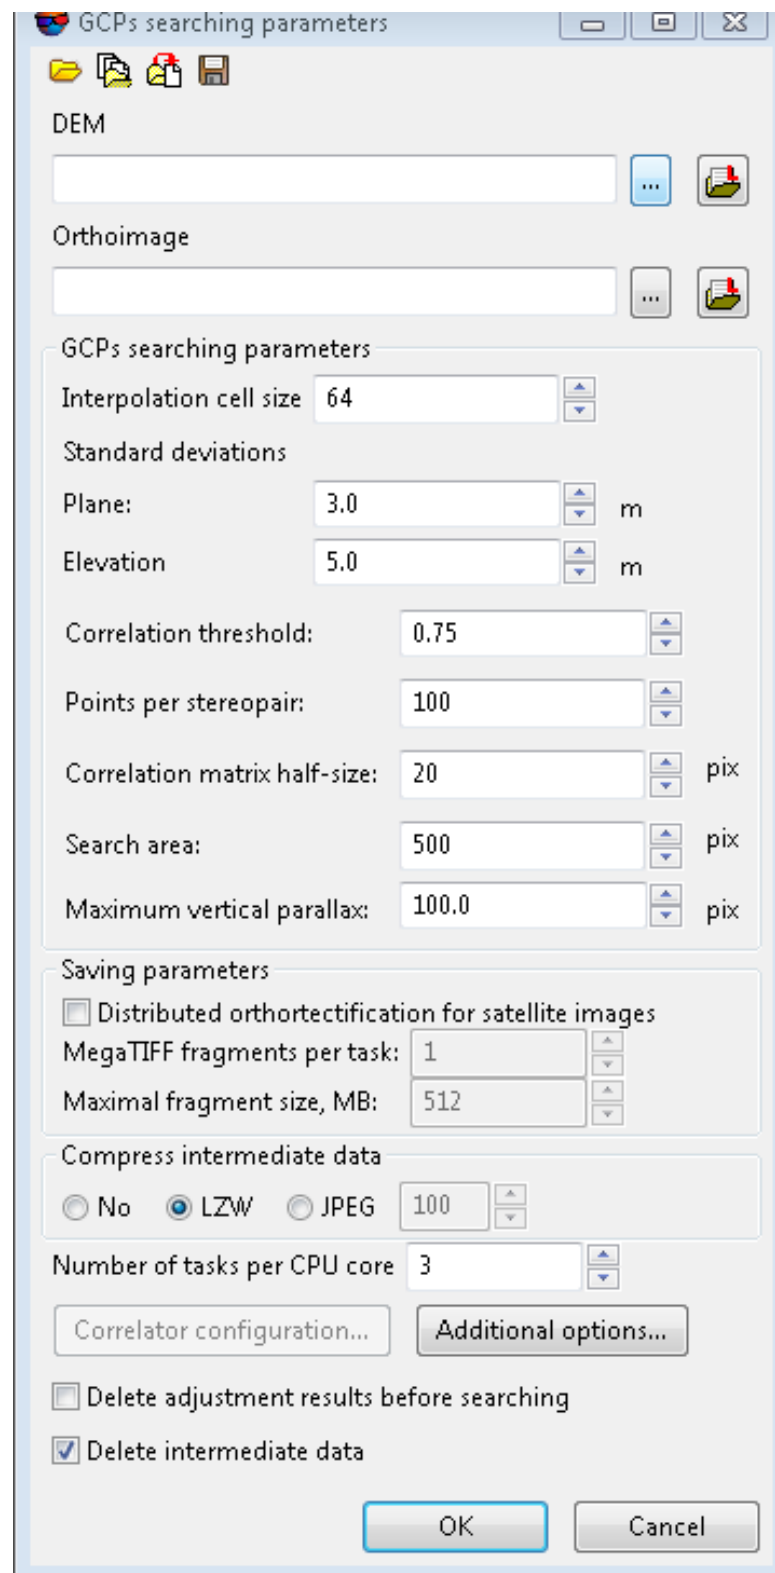 GCPs searching parameters
DEM
...
Orthoimage
...
GCPs searching parameters
Interpolation cell size 64
Standard deviations
Plane: 3.0 m
Elevation 5.0 m
Correlation threshold: 0.75
Points per stereopair: 100
Correlation matrix half-size: 20 pix
Search area: 500 pix
Maximum vertical parallax: 100.0 pix
Saving parameters
Distributed orthortectification for satellite images
MegaTIFF fragments per task: 1
Maximal fragment size, MB: 512
Compress intermediate data
No LZW JPEG 100
Number of tasks per CPU core 3
Correlator configuration... Additional options...
Delete adjustment results before searching
Delete intermediate data
OK Cancel